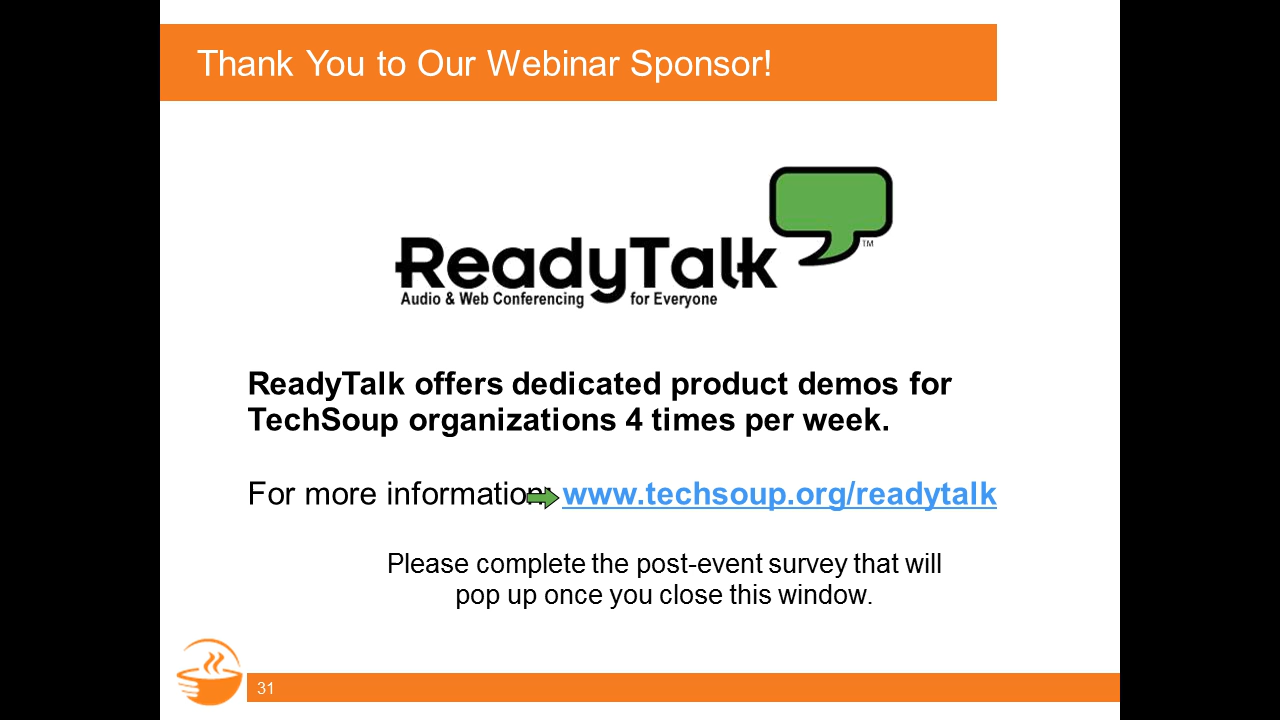 Thank You to Our Webinar Sponsor!
ReadyTalk TM
Audio & Web Conferencing for Everyone
ReadyTalk offers dedicated product demos for
TechSoup organizations 4 times per week.
For more information: www.techsoup.org/readytalk
Please complete the post-event survey that will
pop up once you close this window.
31